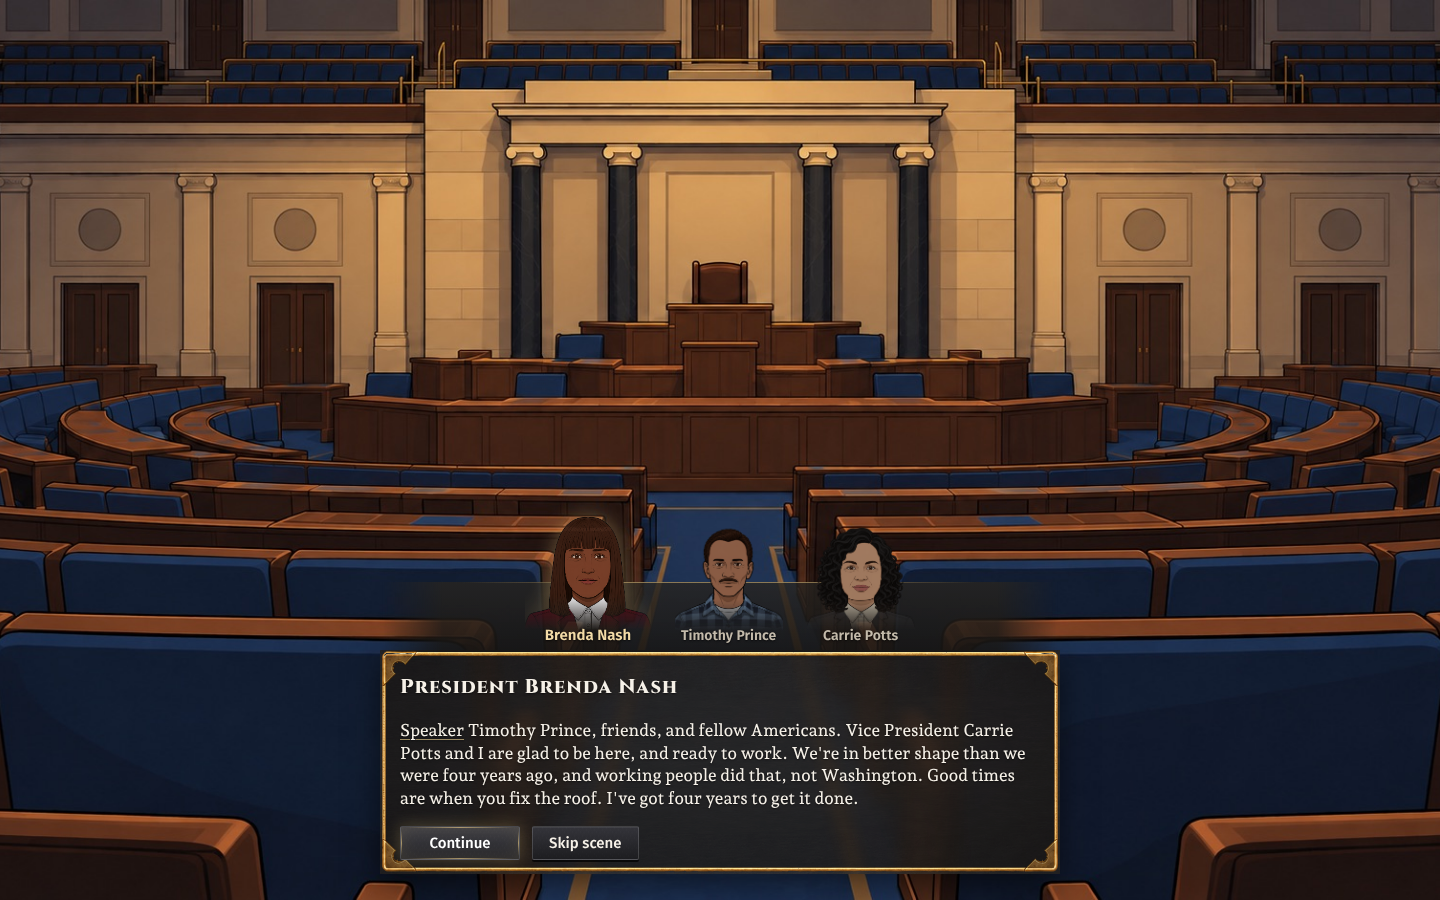 Brenda Nash
Timothy Prince
Carrie Potts
President Brenda Nash
Speaker Timothy Prince, friends, and fellow Americans. Vice President Carrie
Potts and I are glad to be here, and ready to work. We're in better shape than we
were four years ago, and working people did that, not Washington. Good times
are when you fix the roof. I've got four years to get it done.
Continue
Skip scene